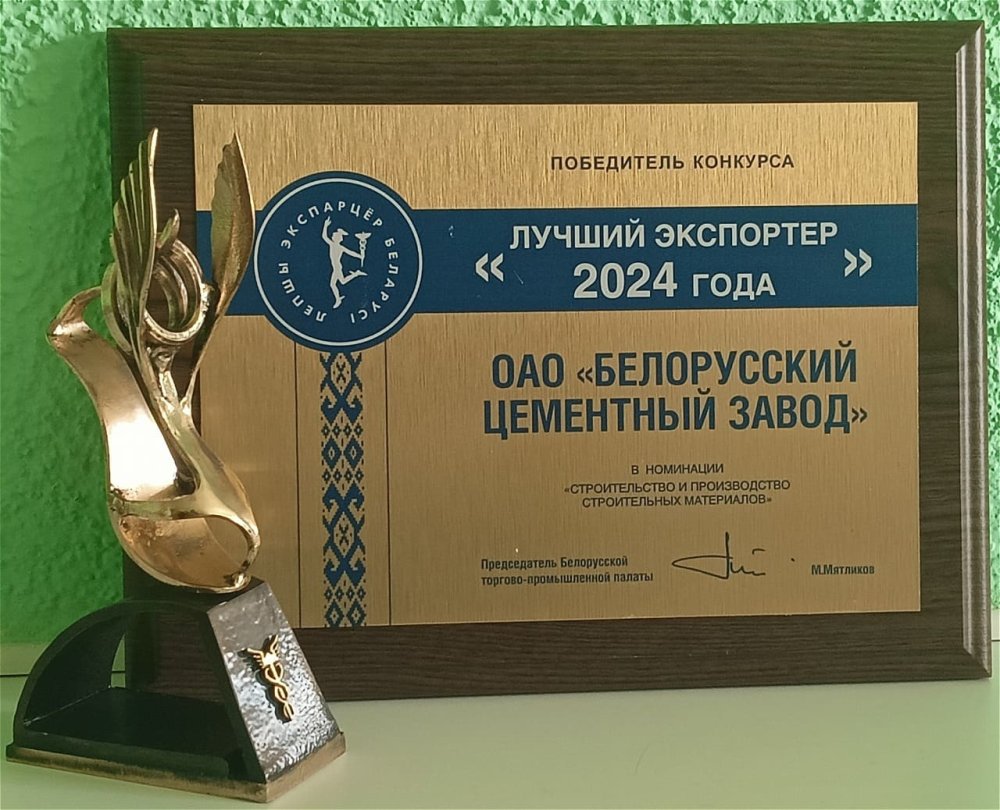 ПОБЕДИТЕЛЬ КОНКУРСА
ЛЕПШЫ ЭКСПАРЦЁР БЕЛАРУСІ
« ЛУЧШИЙ ЭКСПОРТЕР
2024 ГОДА »
ОАО «БЕЛОРУССКИЙ
ЦЕМЕНТНЫЙ ЗАВОД»
В НОМИНАЦИИ
«СТРОИТЕЛЬСТВО И ПРОИЗВОДСТВО
СТРОИТЕЛЬНЫХ МАТЕРИАЛОВ»
Председатель Белорусской
торгово-промышленной палаты
М.Мятликов